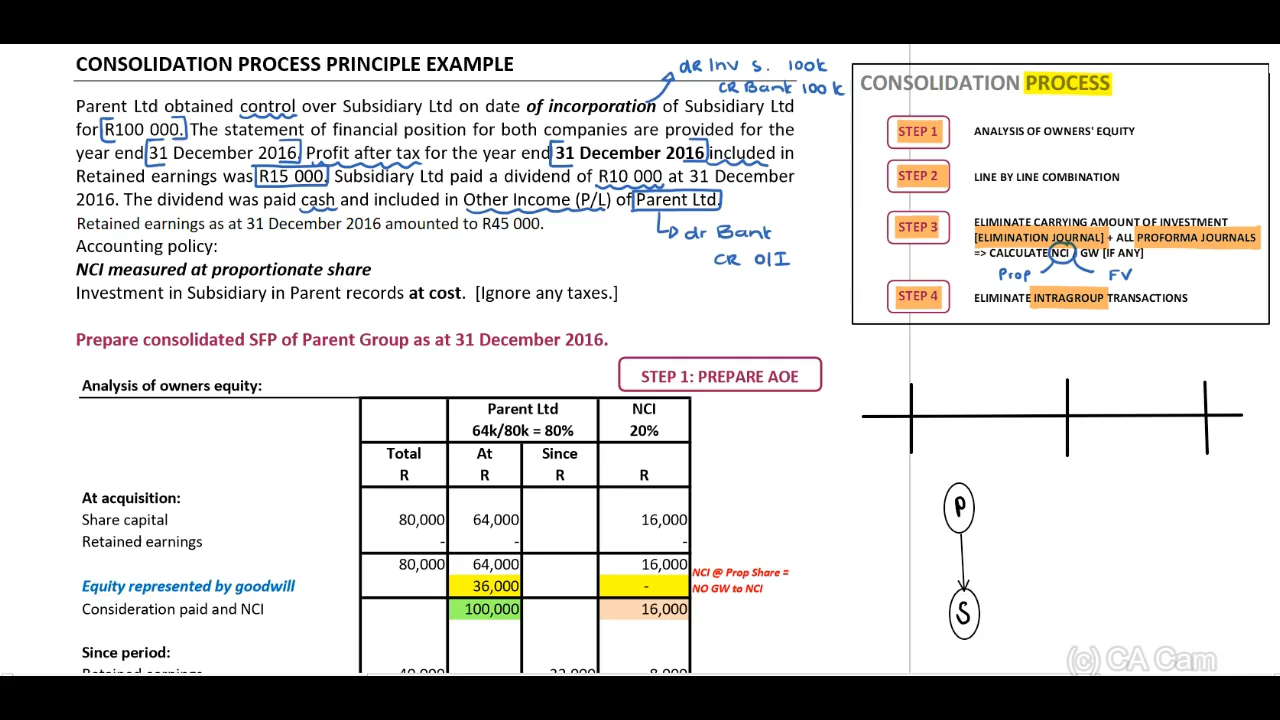 CONSOLIDATION PROCESS PRINCIPLE EXAMPLE
dr Inv S. 100k
CR Bank 100k
Parent Ltd obtained control over Subsidiary Ltd on date of incorporation of Subsidiary Ltd
for R100 000. The statement of financial position for both companies are provided for the
year end 31 December 2016. Profit after tax for the year end 31 December 2016 included in
Retained earnings was R15 000. Subsidiary Ltd paid a dividend of R10 000 at 31 December
2016. The dividend was paid cash and included in Other Income (P/L) of Parent Ltd.
Retained earnings as at 31 December 2016 amounted to R45 000.
dr Bank
CR OII
Accounting policy:
NCI measured at proportionate share
Investment in Subsidiary in Parent records at cost. [Ignore any taxes.]
Prepare consolidated SFP of Parent Group as at 31 December 2016.
STEP 1: PREPARE AOE
Analysis of owners equity:
Parent Ltd NCI
64k/80k = 80% 20%
Total At Since
R R R R
At acquisition:
Share capital 80,000 64,000 16,000
Retained earnings - - -
80,000 64,000 16,000
Equity represented by goodwill 36,000 -
NCI @ Prop Share =
NO GW to NCI
Consideration paid and NCI 100,000 16,000
Since period:
Retained earnings 40,000 32,000 8,000
CONSOLIDATION PROCESS
STEP 1 ANALYSIS OF OWNERS' EQUITY
STEP 2 LINE BY LINE COMBINATION
STEP 3 ELIMINATE CARRYING AMOUNT OF INVESTMENT
[ELIMINATION JOURNAL] + ALL PROFORMA JOURNALS
=> CALCULATE NCI / GW [IF ANY]
Prop FV
STEP 4 ELIMINATE INTRAGROUP TRANSACTIONS
P
S
(c) CA Cam